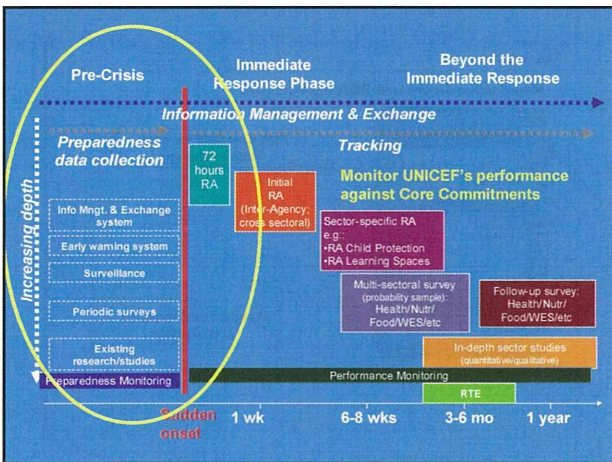 Pre-Crisis
Immediate
Response Phase
Beyond the
Immediate Response
Information Management & Exchange
Preparedness
data collection
Tracking
Increasing depth
72
hours
RA
Initial
RA
(Inter-Agency;
cross sectoral)
Monitor UNICEF's performance
against Core Commitments
Info Mngt. & Exchange
system
Early warning system
Surveillance
Periodic surveys
Existing
research/studies
Sector-specific RA
e.g::
•RA Child Protection
•RA Learning Spaces
Multi-sectoral survey
(probability sample):
Health/Nutr/
Food/WES/etc
Follow-up survey:
Health/Nutr/
Food/WES/etc
In-depth sector studies
(quantitative/qualitative)
Preparedness Monitoring
Performance Monitoring
RTE
Sudden
onset
1 wk
6-8 wks
3-6 mo
1 year